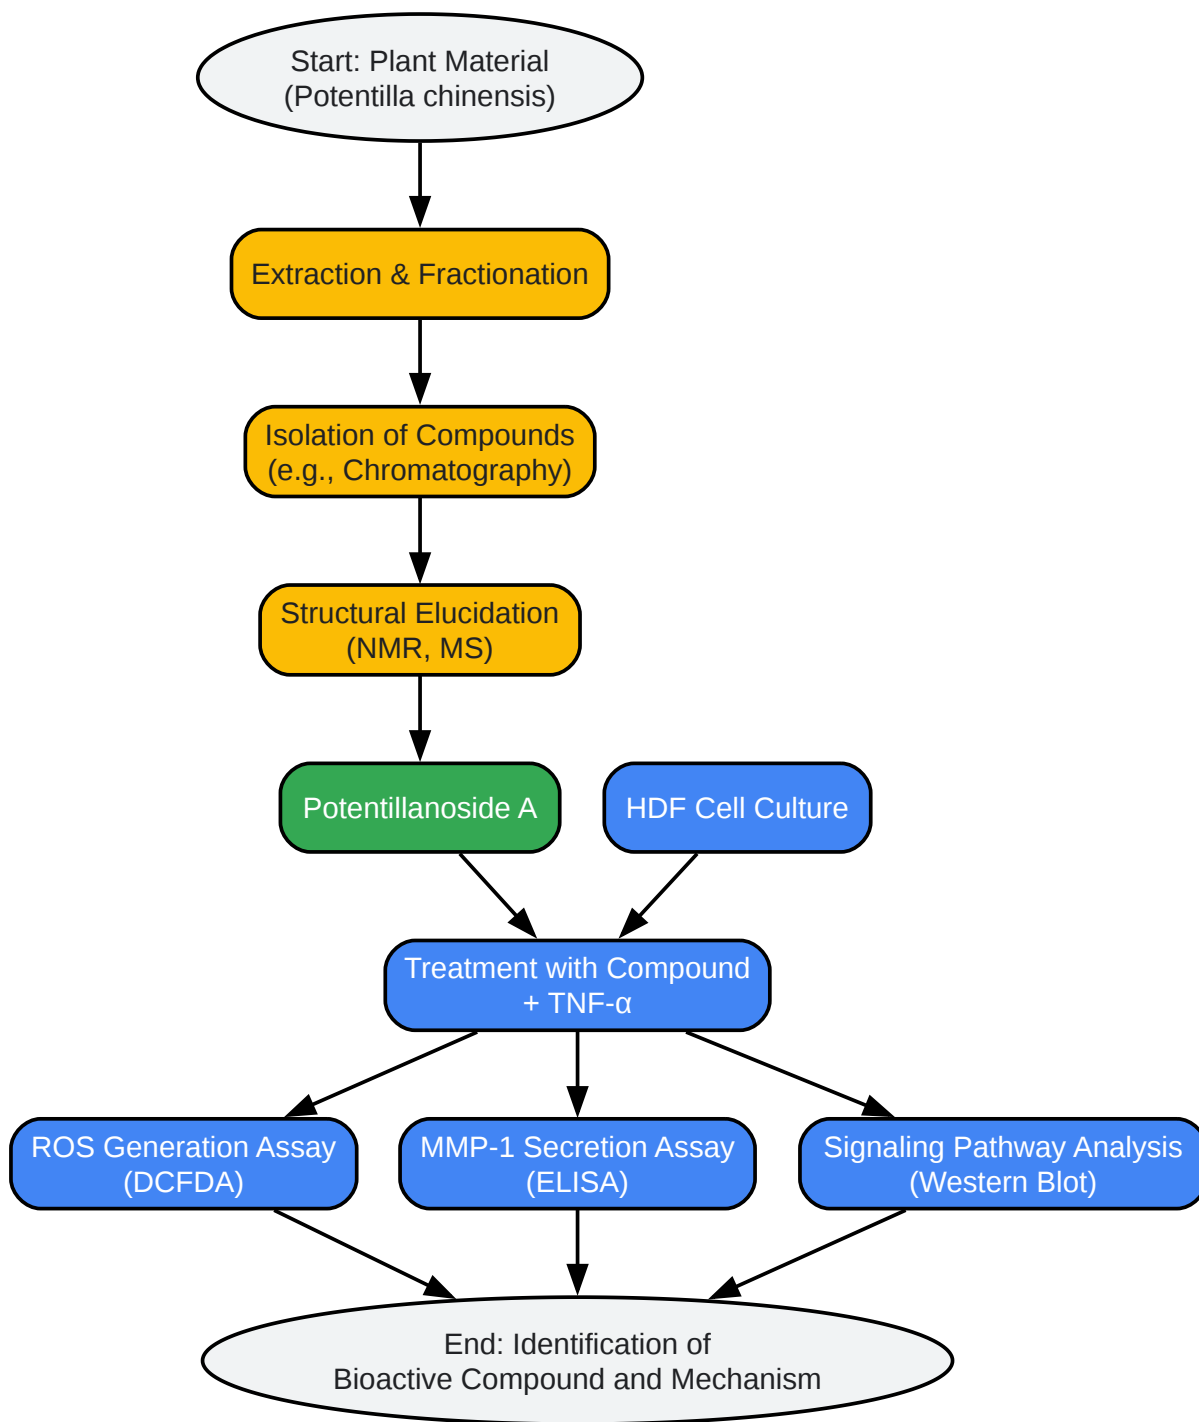 Start: Plant Material
(Potentilla chinensis)
Extraction & Fractionation
Isolation of Compounds
(e.g., Chromatography)
Structural Elucidation
(NMR, MS)
Potentillanoside A
HDF Cell Culture
Treatment with Compound
+ TNF-α
ROS Generation Assay
(DCFDA)
MMP-1 Secretion Assay
(ELISA)
Signaling Pathway Analysis
(Western Blot)
End: Identification of
Bioactive Compound and Mechanism